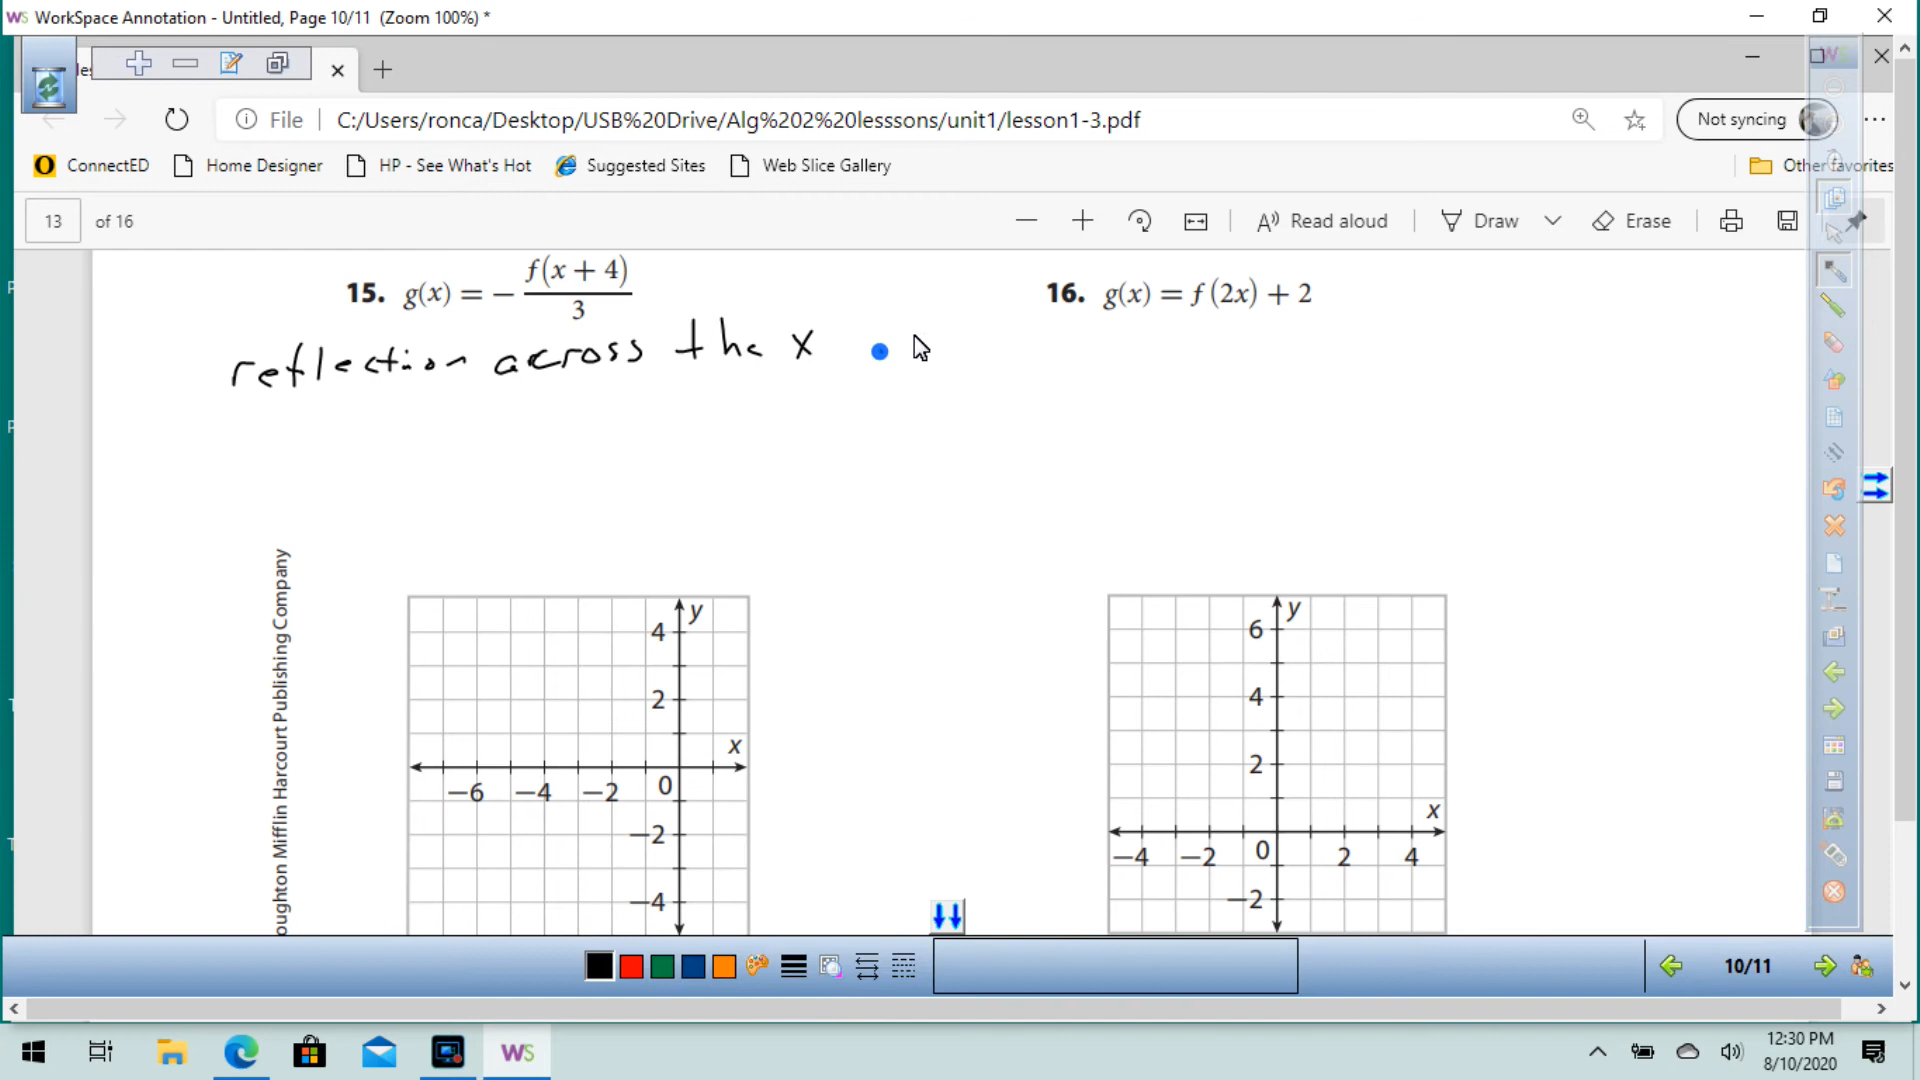 WS WorkSpace Annotation - Untitled, Page 10/11 (Zoom 100%) *
File C:/Users/ronca/Desktop/USB%20Drive/Alg%202%20lesssons/unit1/lesson1-3.pdf Not syncing
ConnectED Home Designer HP - See What's Hot Suggested Sites Web Slice Gallery Other favorites
13 of 16 Read aloud Draw Erase
15. g(x) = − f(x + 4) / 3
16. g(x) = f(2x) + 2
reflection across the x
oughton Mifflin Harcourt Publishing Company
y
4
2
x
−6 −4 −2 0
−2
−4
y
6
4
2
x
−4 −2 0 2 4
−2
10/11
WS
12:30 PM
8/10/2020